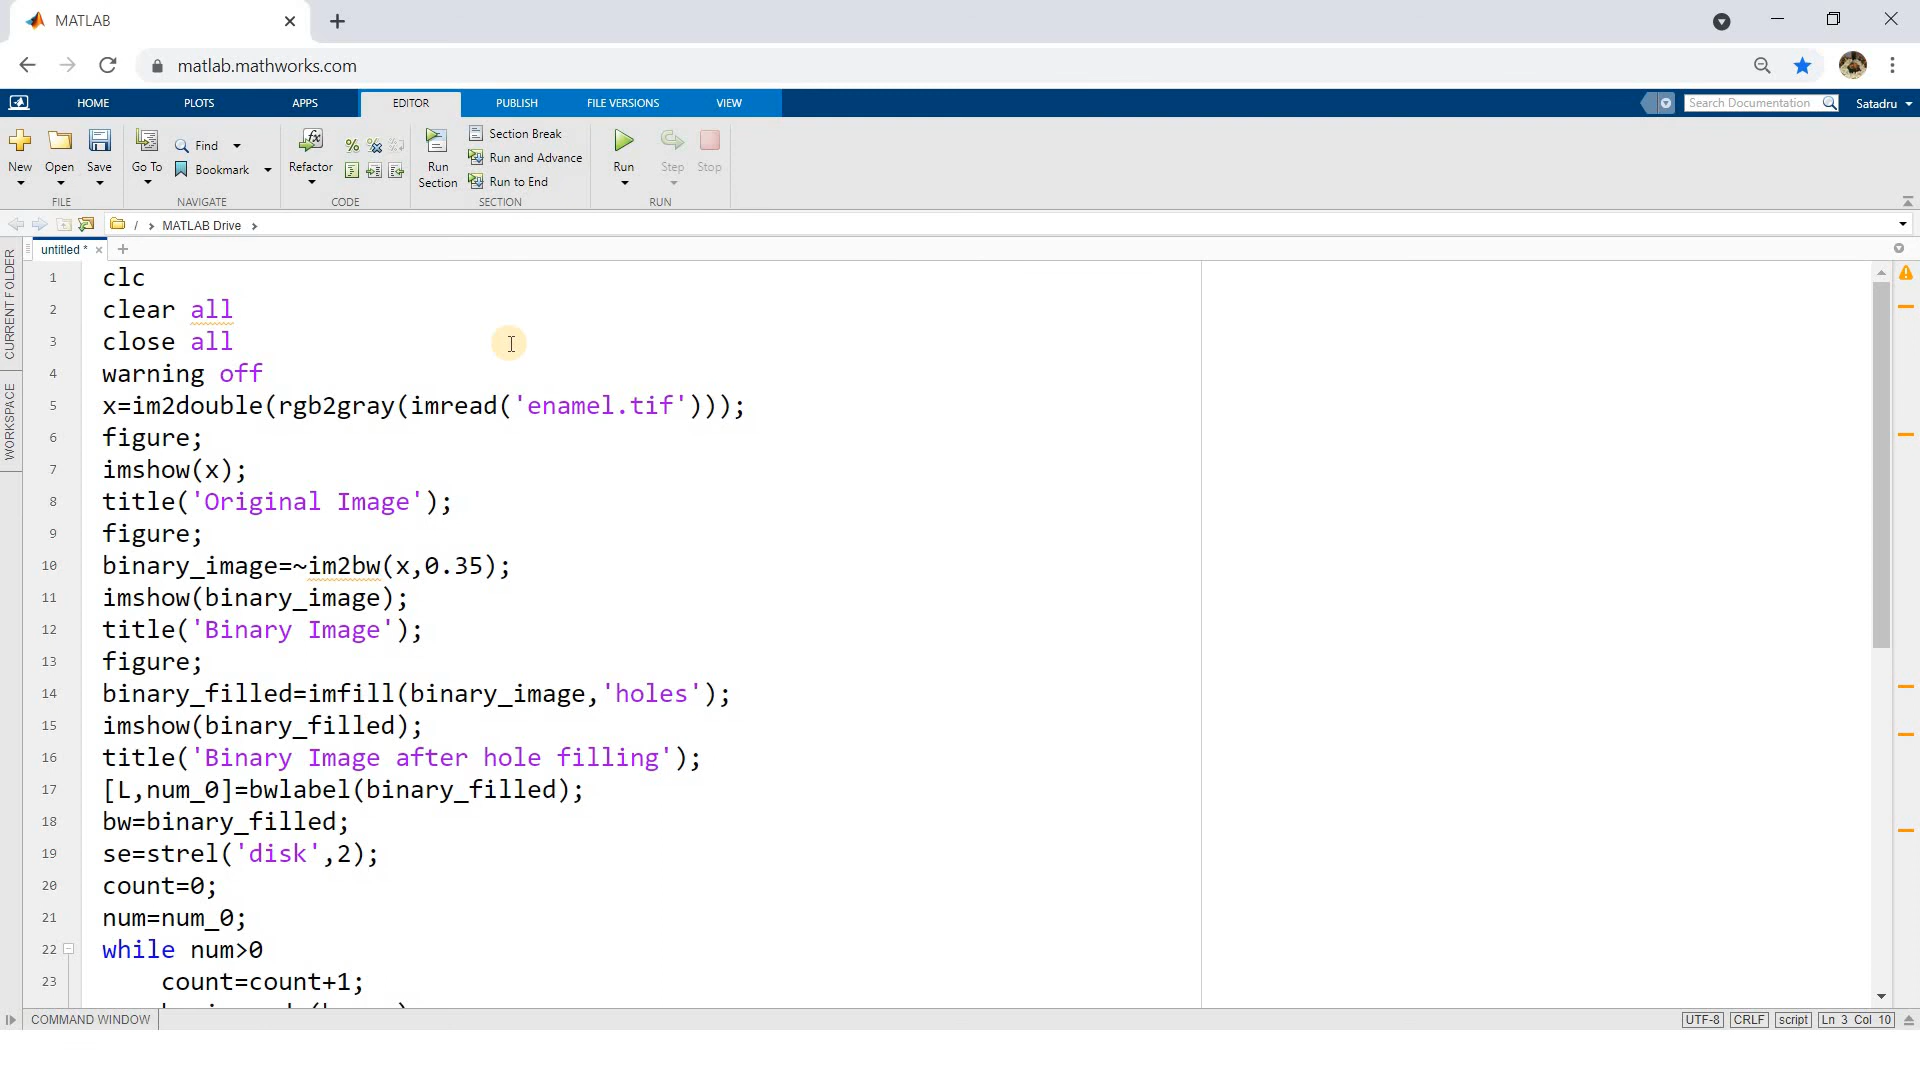 MATLAB
matlab.mathworks.com
HOME PLOTS APPS EDITOR PUBLISH FILE VERSIONS VIEW
Search Documentation
Satadru
New
Open
Save
FILE
Go To
Find
Bookmark
NAVIGATE
Refactor
CODE
Run Section
Section Break
Run and Advance
Run to End
SECTION
Run
Step
Stop
RUN
/ MATLAB Drive
untitled *
CURRENT FOLDER
WORKSPACE
1 clc
2 clear all
3 close all
4 warning off
5 x=im2double(rgb2gray(imread('enamel.tif')));
6 figure;
7 imshow(x);
8 title('Original Image');
9 figure;
10 binary_image=~im2bw(x,0.35);
11 imshow(binary_image);
12 title('Binary Image');
13 figure;
14 binary_filled=imfill(binary_image,'holes');
15 imshow(binary_filled);
16 title('Binary Image after hole filling');
17 [L,num_0]=bwlabel(binary_filled);
18 bw=binary_filled;
19 se=strel('disk',2);
20 count=0;
21 num=num_0;
22 while num>0
23 count=count+1;
COMMAND WINDOW
UTF-8 CRLF script Ln 3 Col 10